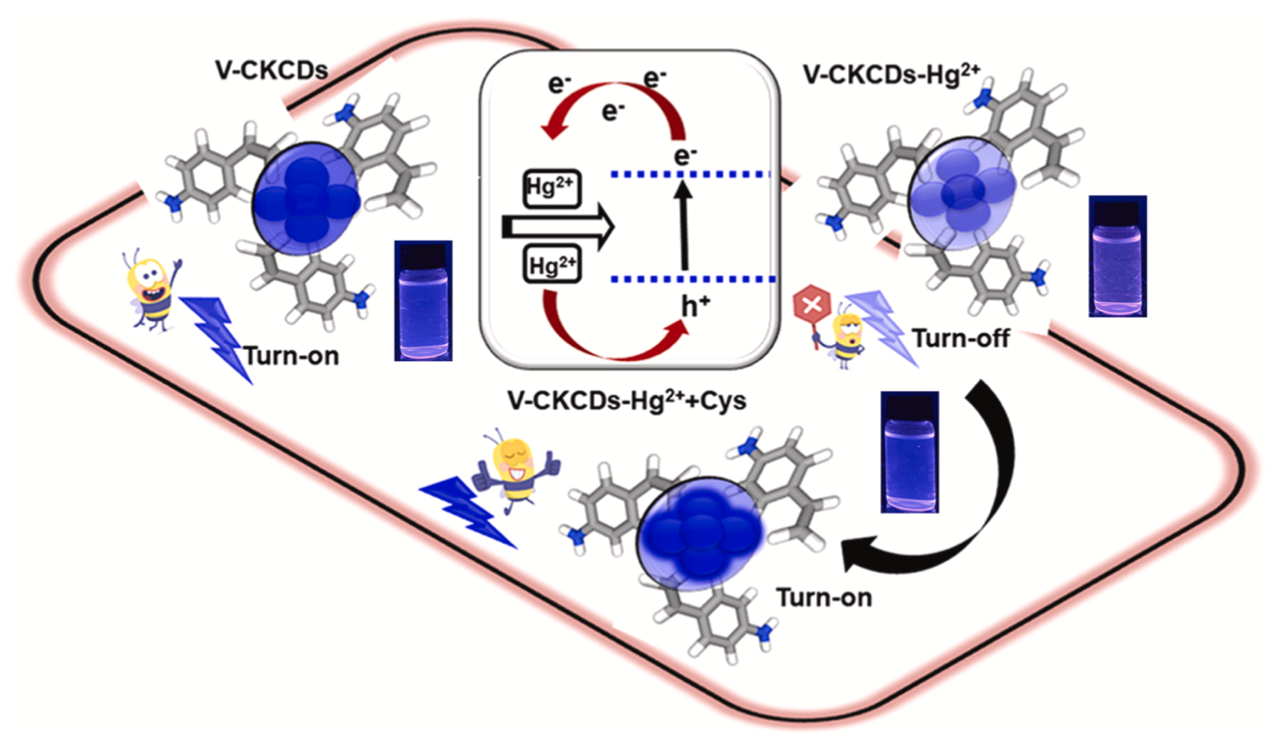 V-CKCDs
e-
e-
e-
V-CKCDs-Hg²⁺
e-
Hg²⁺
Hg²⁺
h⁺
Turn-on
Turn-off
V-CKCDs-Hg²⁺+Cys
Turn-on